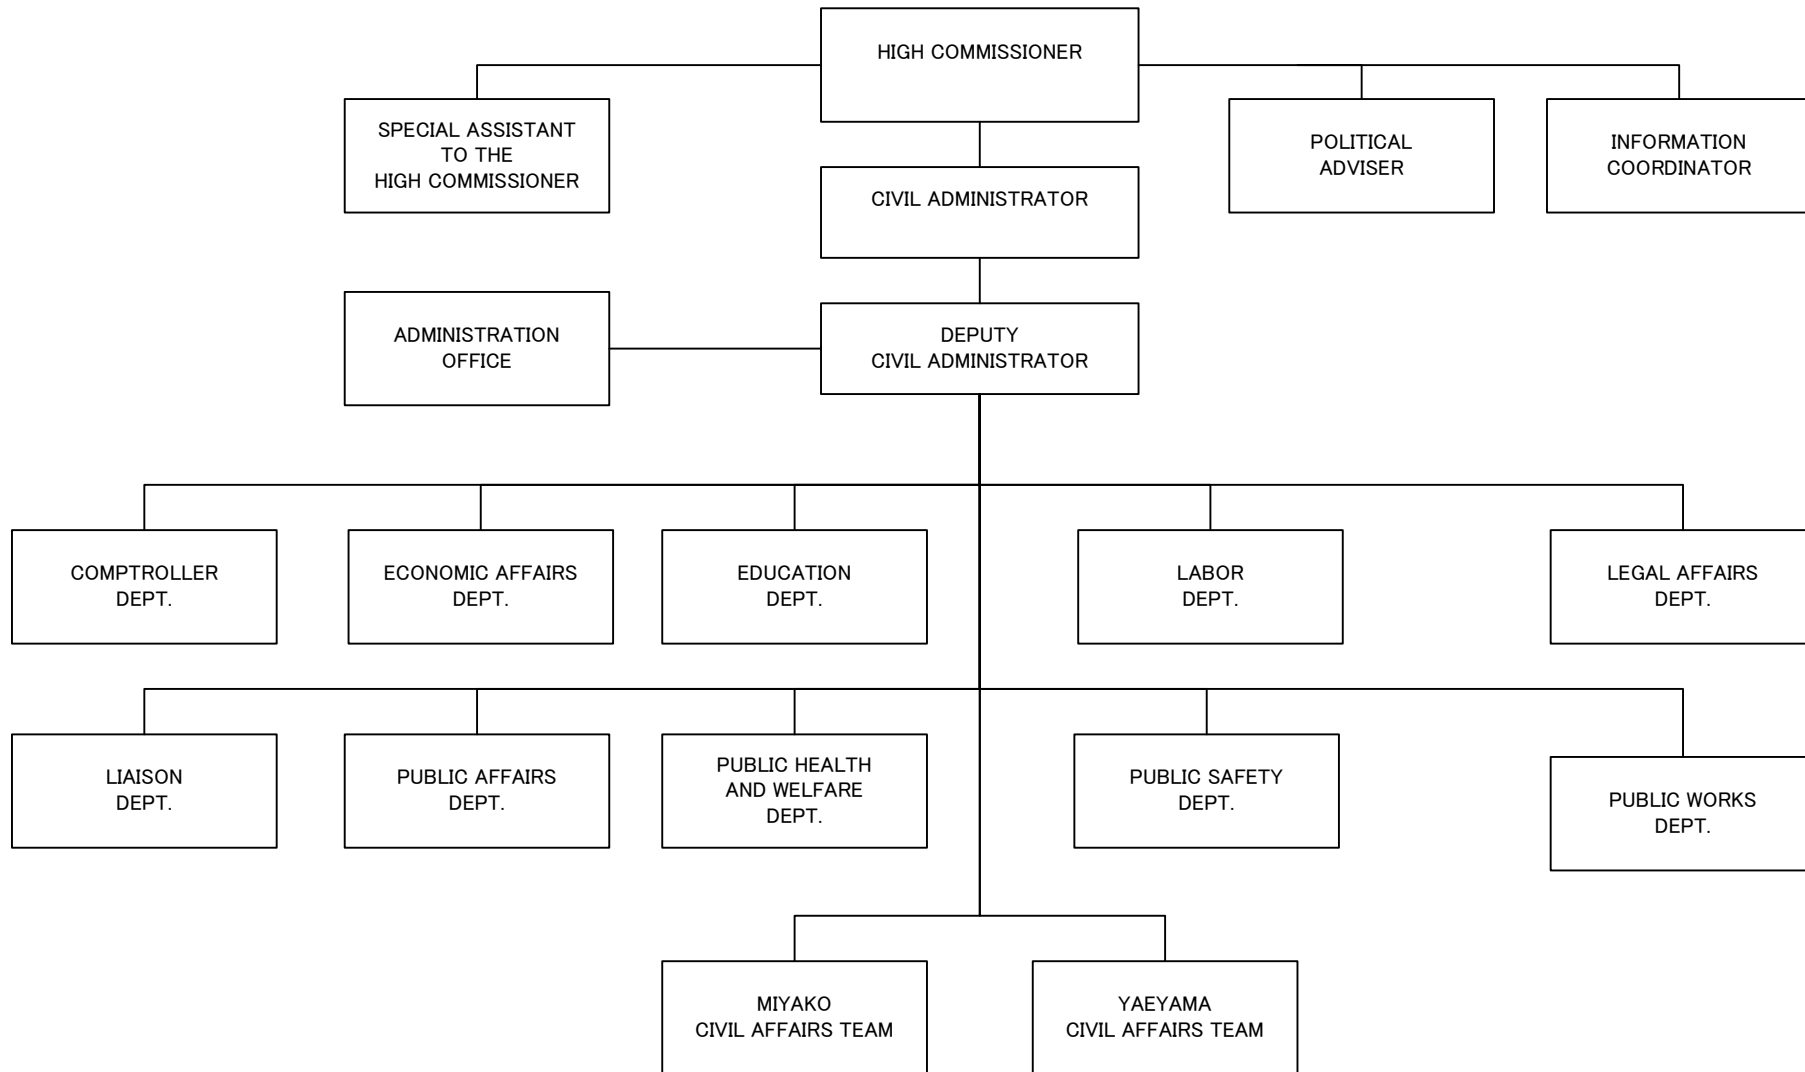 HIGH COMMISSIONER
SPECIAL ASSISTANT
TO THE
HIGH COMMISSIONER
POLITICAL
ADVISER
INFORMATION
COORDINATOR
CIVIL ADMINISTRATOR
ADMINISTRATION
OFFICE
DEPUTY
CIVIL ADMINISTRATOR
COMPTROLLER
DEPT.
ECONOMIC AFFAIRS
DEPT.
EDUCATION
DEPT.
LABOR
DEPT.
LEGAL AFFAIRS
DEPT.
LIAISON
DEPT.
PUBLIC AFFAIRS
DEPT.
PUBLIC HEALTH
AND WELFARE
DEPT.
PUBLIC SAFETY
DEPT.
PUBLIC WORKS
DEPT.
MIYAKO
CIVIL AFFAIRS TEAM
YAEYAMA
CIVIL AFFAIRS TEAM